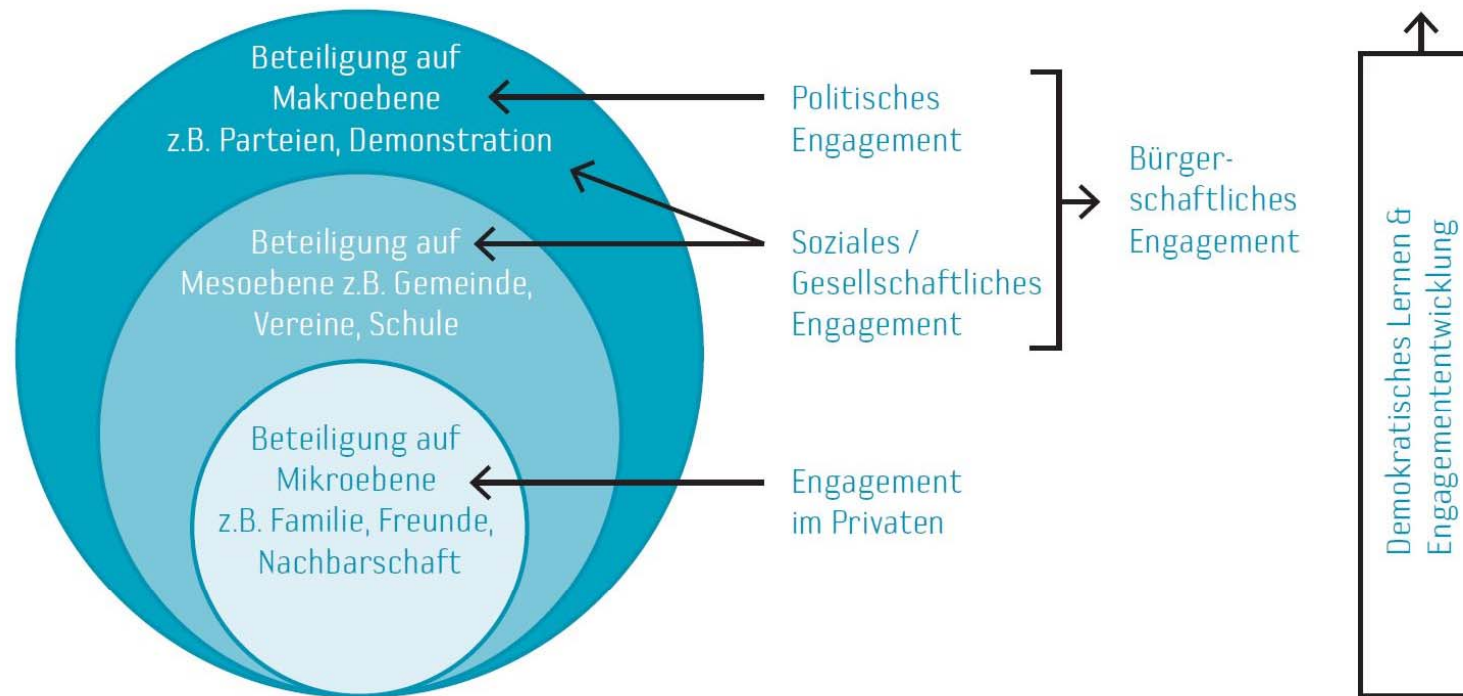 Beteiligung auf
Makroebene
z.B. Parteien, Demonstration
Beteiligung auf
Mesoebene z.B. Gemeinde,
Vereine, Schule
Beteiligung auf
Mikroebene
z.B. Familie, Freunde,
Nachbarschaft
Politisches
Engagement
Soziales /
Gesellschaftliches
Engagement
Engagement
im Privaten
Bürger-
schaftliches
Engagement
Demokratisches Lernen &
Engagemententwicklung